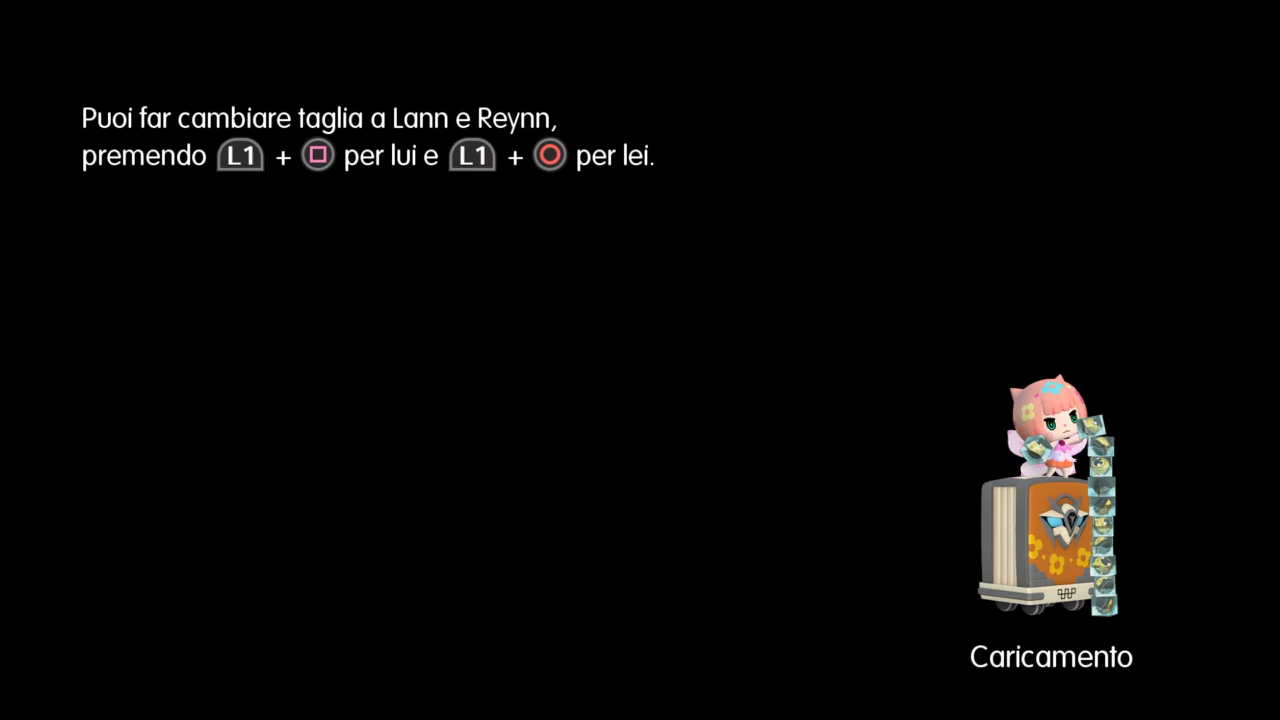 Puoi far cambiare taglia a Lann e Reynn,
premendo L1 + per lui e L1 + per lei.
Caricamento